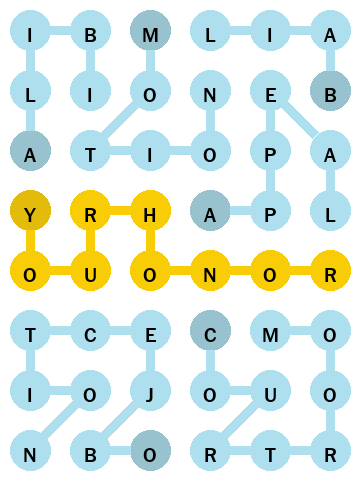 I B M L I A
L I O N E B
A T I O P A
Y R H A P L
O U O N O R
T C E C M O
I O J O U O
N B O R T R